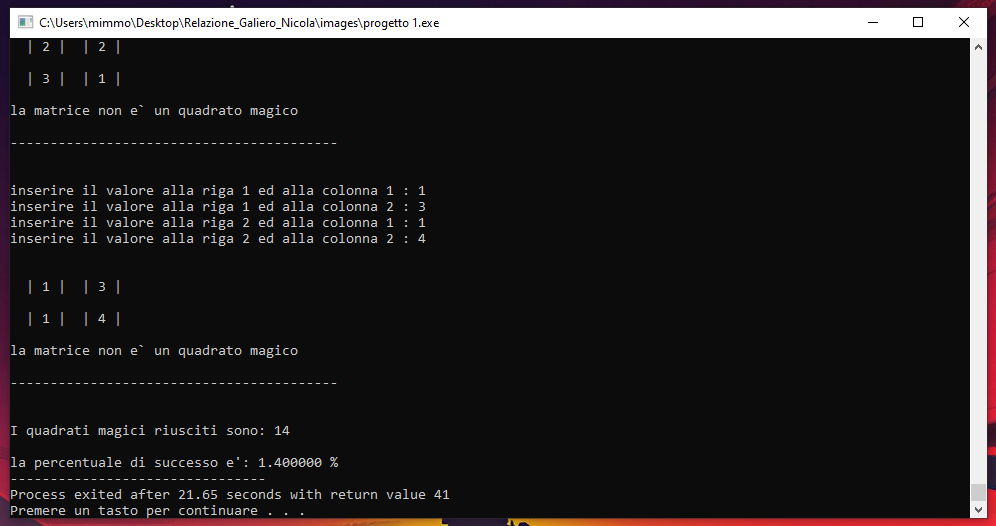 C:\Users\mimmo\Desktop\Relazione_Galiero_Nicola\images\progetto 1.exe
| 2 | | 2 |
| 3 | | 1 |
la matrice non e` un quadrato magico
-----------------------------------------
inserire il valore alla riga 1 ed alla colonna 1 : 1
inserire il valore alla riga 1 ed alla colonna 2 : 3
inserire il valore alla riga 2 ed alla colonna 1 : 1
inserire il valore alla riga 2 ed alla colonna 2 : 4
| 1 | | 3 |
| 1 | | 4 |
la matrice non e` un quadrato magico
-----------------------------------------
I quadrati magici riusciti sono: 14
la percentuale di successo e': 1.400000 %
--------------------------------
Process exited after 21.65 seconds with return value 41
Premere un tasto per continuare . . .